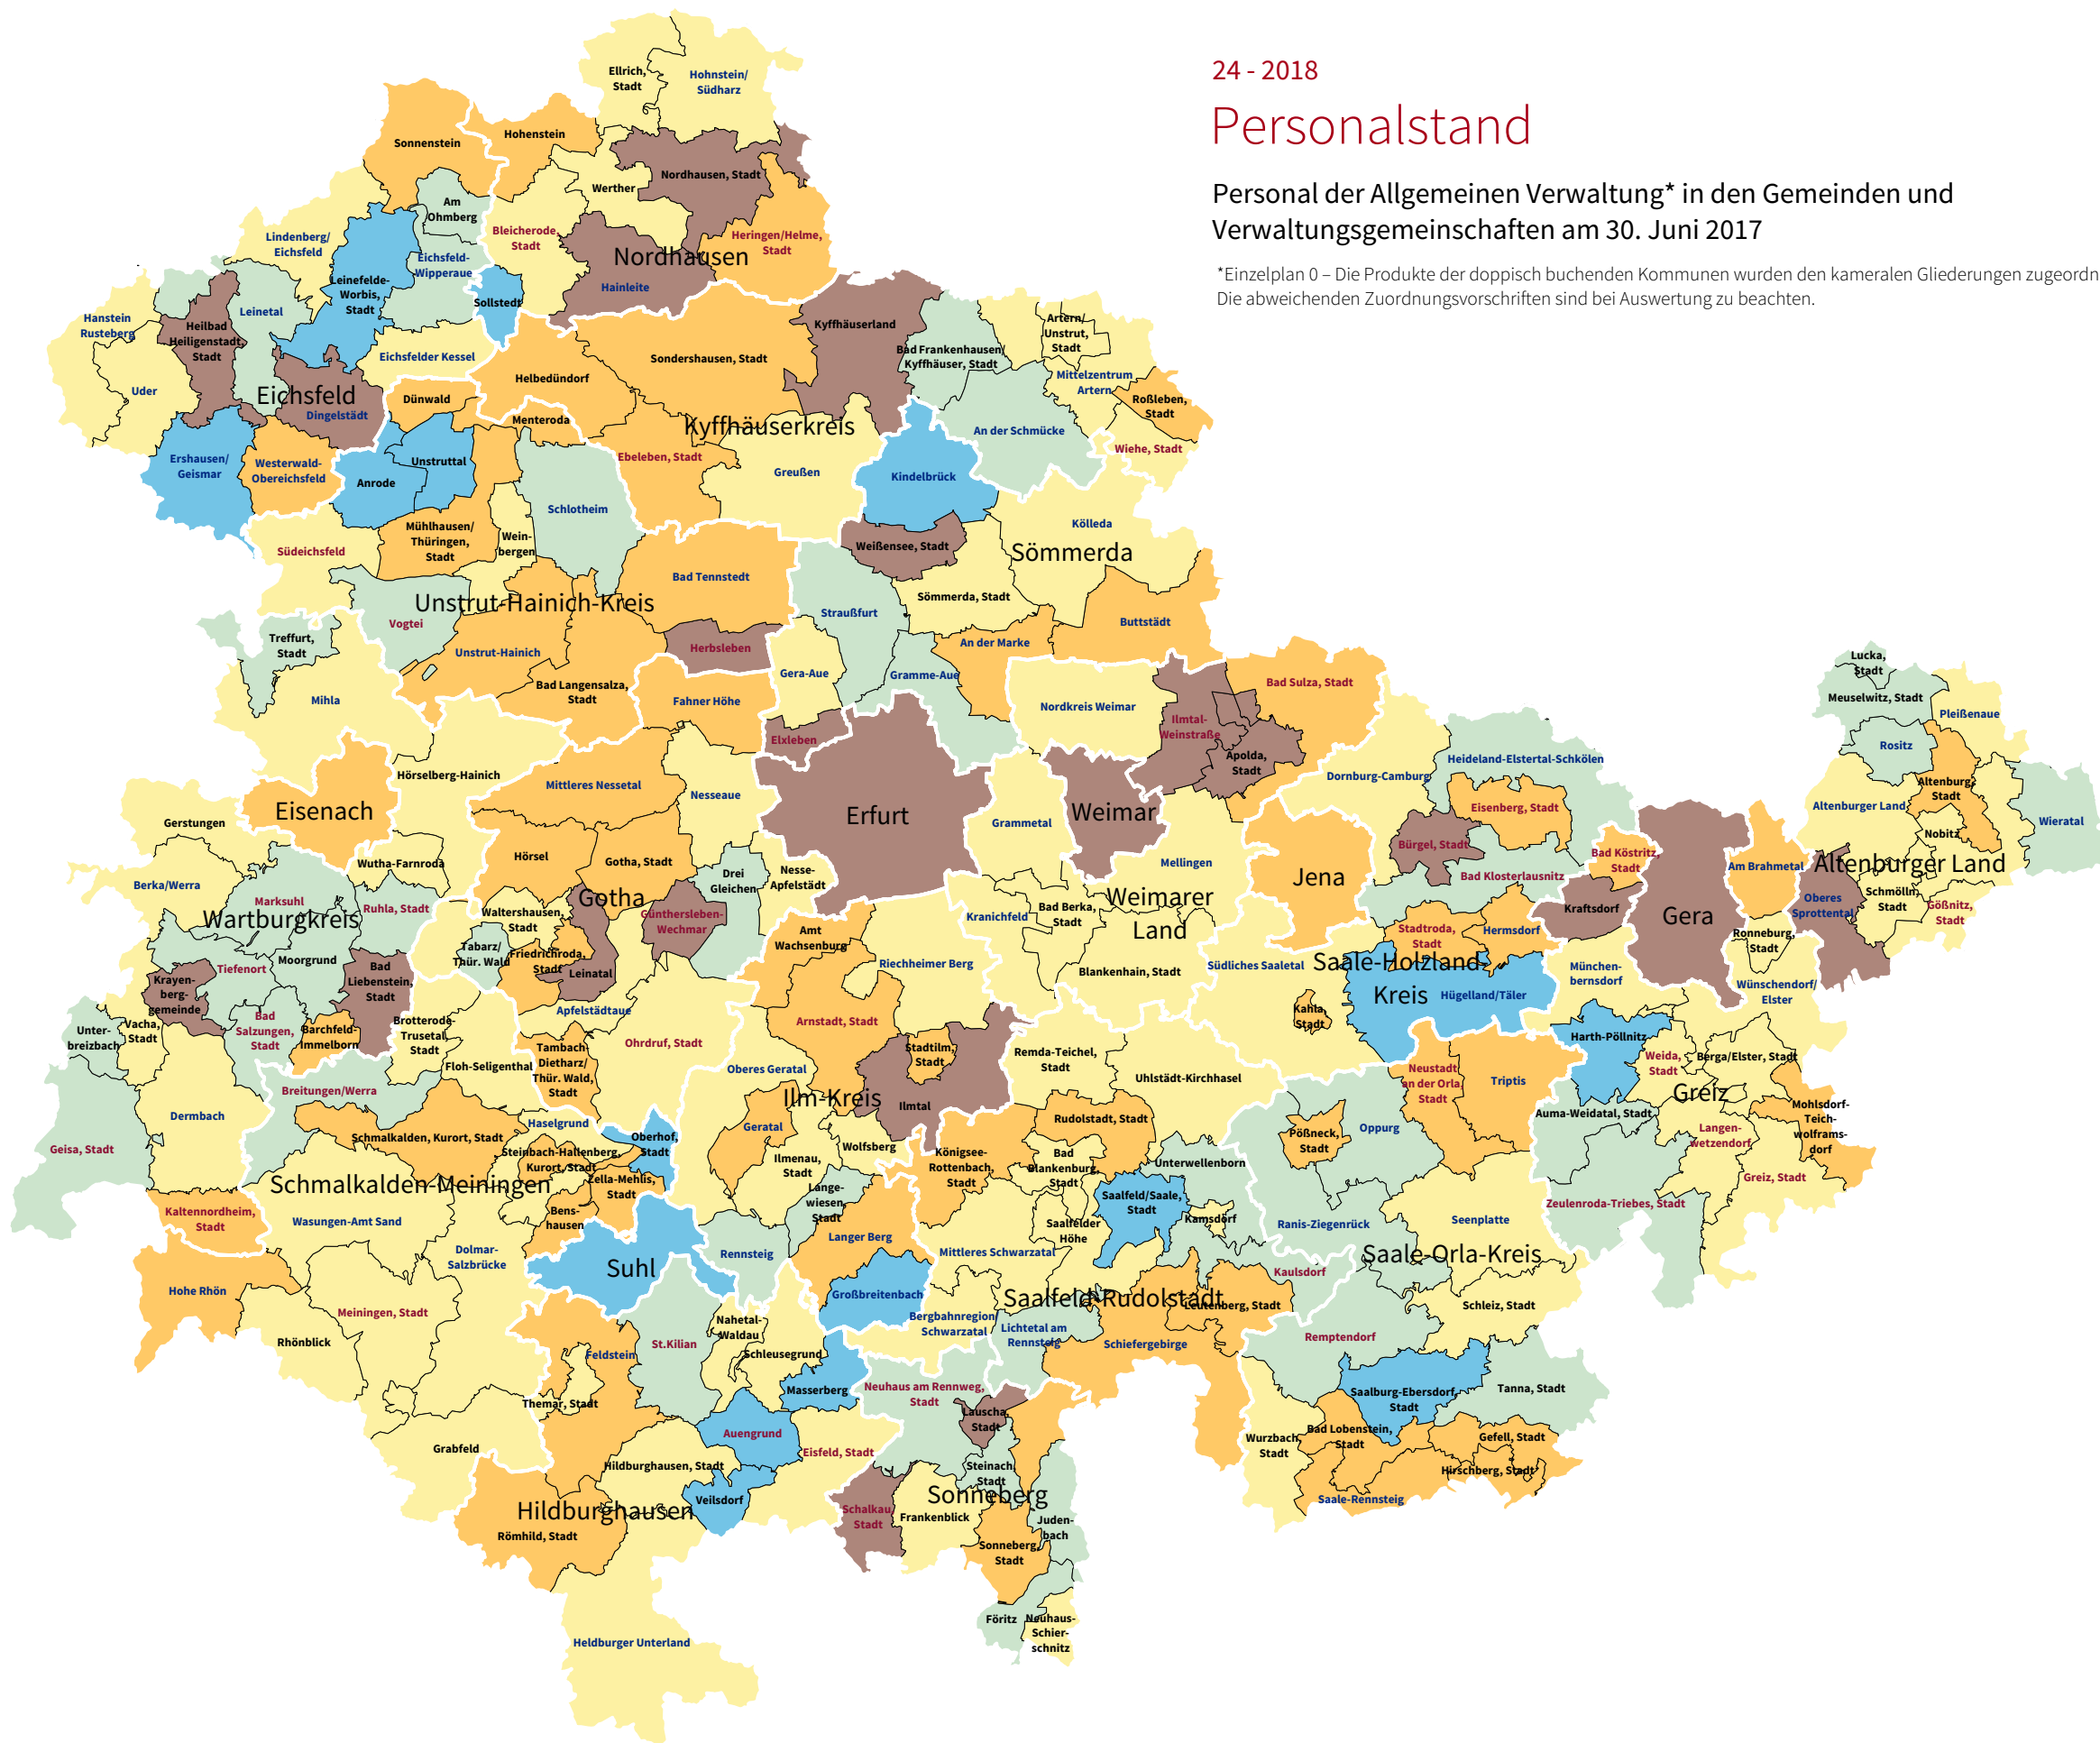 24 - 2018
Personalstand
Personal der Allgemeinen Verwaltung* in den Gemeinden und
Verwaltungsgemeinschaften am 30. Juni 2017
*Einzelplan 0 – Die Produkte der doppisch buchenden Kommunen wurden den kameralen Gliederungen zugeordn
Die abweichenden Zuordnungsvorschriften sind bei Auswertung zu beachten.
Ellrich,
Stadt
Hohnstein/
Südharz
Sonnenstein
Hohenstein
Werther
Nordhausen, Stadt
Am
Ohmberg
Bleicherode,
Stadt
Heringen/Helme,
Stadt
Nordhausen
Hainleite
Lindenberg/
Eichsfeld
Eichsfeld-
Wipperaue
Leinefelde-
Worbis,
Stadt
Sollstedt
Leinetal
Hanstein
Rusteberg
Heilbad
Heiligenstadt,
Stadt
Eichsfelder Kessel
Uder
Eichsfeld
Dingelstädt
Dünwald
Helbedündorf
Sondershausen, Stadt
Kyffhäuserland
Bad Frankenhausen/
Kyffhäuser, Stadt
Artern/
Unstrut,
Stadt
Mittelzentrum
Artern
Roßleben,
Stadt
Wiehe, Stadt
An der Schmücke
Menteroda
Kyffhäuserkreis
Ebeleben, Stadt
Greußen
Kindelbrück
Ershausen/
Geismar
Westerwald-
Obereichsfeld
Anrode
Unstruttal
Schlotheim
Mühlhausen/
Thüringen,
Stadt
Wein-
bergen
Südeichsfeld
Weißensee, Stadt
Kölleda
Sömmerda
Sömmerda, Stadt
Bad Tennstedt
Unstrut-Hainich-Kreis
Straußfurt
Buttstädt
Vogtei
Treffurt,
Stadt
Unstrut-Hainich
Herbsleben
An der Marke
Gera-Aue
Gramme-Aue
Bad Langensalza,
Stadt
Fahner Höhe
Mihla
Nordkreis Weimar
Ilmtal-
Weinstraße
Bad Sulza, Stadt
Elxleben
Apolda,
Stadt
Hörselberg-Hainich
Mittleres Nessetal
Nesseaue
Eisenach
Erfurt
Grammetal
Weimar
Dornburg-Camburg
Heideland-Elstertal-Schkölen
Eisenberg, Stadt
Lucka,
Stadt
Meuselwitz, Stadt
Pleißenaue
Rositz
Altenburg,
Stadt
Altenburger Land
Nobitz
Wieratal
Altenburger Land
Gerstungen
Wutha-Farnroda
Hörsel
Gotha, Stadt
Drei
Gleichen
Nesse-
Apfelstädt
Mellingen
Jena
Bürgel, Stadt
Bad Klosterlausnitz
Bad Köstritz,
Stadt
Am Brahmetal
Oberes
Sprottental
Schmölln,
Stadt
Gößnitz,
Stadt
Berka/Werra
Marksuhl
Wartburgkreis
Ruhla, Stadt
Gotha
Waltershausen,
Stadt
Günthersleben-
Wechmar
Kranichfeld
Bad Berka,
Stadt
Weimarer
Land
Kraftsdorf
Gera
Ronneburg,
Stadt
Stadtroda,
Stadt
Hermsdorf
Moorgrund
Tabarz/
Thür. Wald
Friedrichroda,
Stadt
Leinatal
Amt
Wachsenburg
Riechheimer Berg
Blankenhain, Stadt
Südliches Saaletal
Saale-Holzland-
Kreis
Hügelland/Täler
München-
bernsdorf
Wünschendorf/
Elster
Tiefenort
Krayen-
berg-
gemeinde
Bad
Liebenstein,
Stadt
Apfelstädtaue
Arnstadt, Stadt
Kahla,
Stadt
Unter-
breizbach
Vacha,
Stadt
Bad
Salzungen,
Stadt
Barchfeld-
Immelborn
Brotterode-
Trusetal,
Stadt
Floh-Seligenthal
Tambach-
Dietharz/
Thür. Wald,
Stadt
Ohrdruf, Stadt
Oberes Geratal
Stadtilm,
Stadt
Remda-Teichel,
Stadt
Uhlstädt-Kirchhasel
Harth-Pöllnitz
Weida,
Stadt
Berga/Elster, Stadt
Greiz
Neustadt
an der Orla,
Stadt
Triptis
Auma-Weidatal, Stadt
Mohlsdorf-
Teich-
wolframs-
dorf
Langen-
wetzendorf
Greiz, Stadt
Dermbach
Breitungen/Werra
Ilm-Kreis
Ilmtal
Geratal
Rudolstadt, Stadt
Pößneck,
Stadt
Oppurg
Geisa, Stadt
Schmalkalden, Kurort, Stadt
Haselgrund
Oberhof,
Stadt
Steinbach-Hallenberg,
Kurort, Stadt
Wolfsberg
Ilmenau,
Stadt
Königsee-
Rottenbach,
Stadt
Bad
Blankenburg,
Stadt
Unterwellenborn
Schmalkalden-Meiningen
Zella-Mehlis,
Stadt
Lange-
wiesen,
Stadt
Saalfeld/Saale,
Stadt
Kamsdorf
Zeulenroda-Triebes, Stadt
Kaltennordheim,
Stadt
Wasungen-Amt Sand
Bens-
hausen
Saalfelder
Höhe
Ranis-Ziegenrück
Seenplatte
Dolmar-
Salzbrücke
Suhl
Rennsteig
Langer Berg
Mittleres Schwarzatal
Kaulsdorf
Saale-Orla-Kreis
Hohe Rhön
Meiningen, Stadt
Großbreitenbach
Saalfeld-Rudolstadt
Leutenberg, Stadt
Schleiz, Stadt
Rhönblick
Feldstein
St.Kilian
Nahetal-
Waldau
Schleusegrund
Bergbahnregion/
Schwarzatal
Lichtetal am
Rennsteig
Schiefergebirge
Remptendorf
Masserberg
Neuhaus am Rennweg,
Stadt
Saalburg-Ebersdorf,
Stadt
Tanna, Stadt
Themar, Stadt
Lauscha,
Stadt
Grabfeld
Auengrund
Eisfeld, Stadt
Wurzbach,
Stadt
Bad Lobenstein,
Stadt
Gefell, Stadt
Hirschberg, Stadt
Hildburghausen, Stadt
Steinach,
Stadt
Saale-Rennsteig
Hildburghausen
Veilsdorf
Sonneberg
Schalkau,
Stadt
Frankenblick
Juden-
bach
Römhild, Stadt
Sonneberg,
Stadt
Föritz
Neuhaus-
Schier-
schnitz
Heldburger Unterland